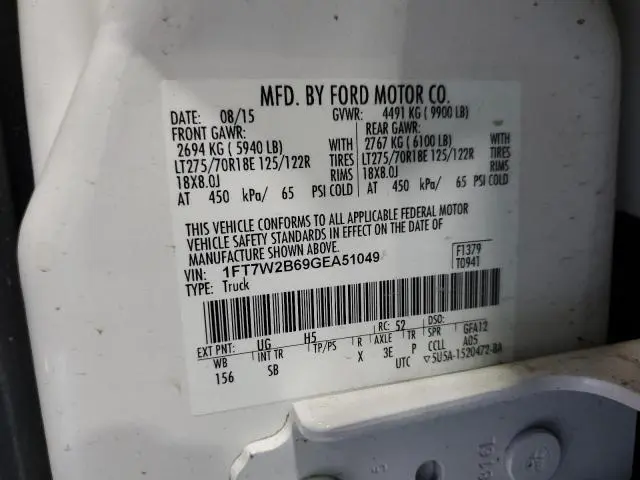 MFD. BY FORD MOTOR CO.
DATE: 08/15 GVWR: 4491 KG ( 9900 LB)
FRONT GAWR: REAR GAWR:
2694 KG ( 5940 LB) WITH 2767 KG ( 6100 LB) WITH
LT275/70R18E 125/122R TIRES LT275/70R18E 125/122R TIRES
18X8.0J RIMS 18X8.0J RIMS
AT 450 kPa/ 65 PSI COLD AT 450 kPa/ 65 PSI COLD
THIS VEHICLE CONFORMS TO ALL APPLICABLE FEDERAL MOTOR
VEHICLE SAFETY STANDARDS IN EFFECT ON THE DATE OF
MANUFACTURE SHOWN ABOVE.
F1379
T0941
VIN: 1FT7W2B69GEA51049
TYPE: Truck
EXT PNT: UG H5 RC: 52 DSO:
WB INT TR TP/PS R AXLE TR SPR GFA12
156 SB X 3E P CCLL A05
UTC ▽5U5A-1520472-BA